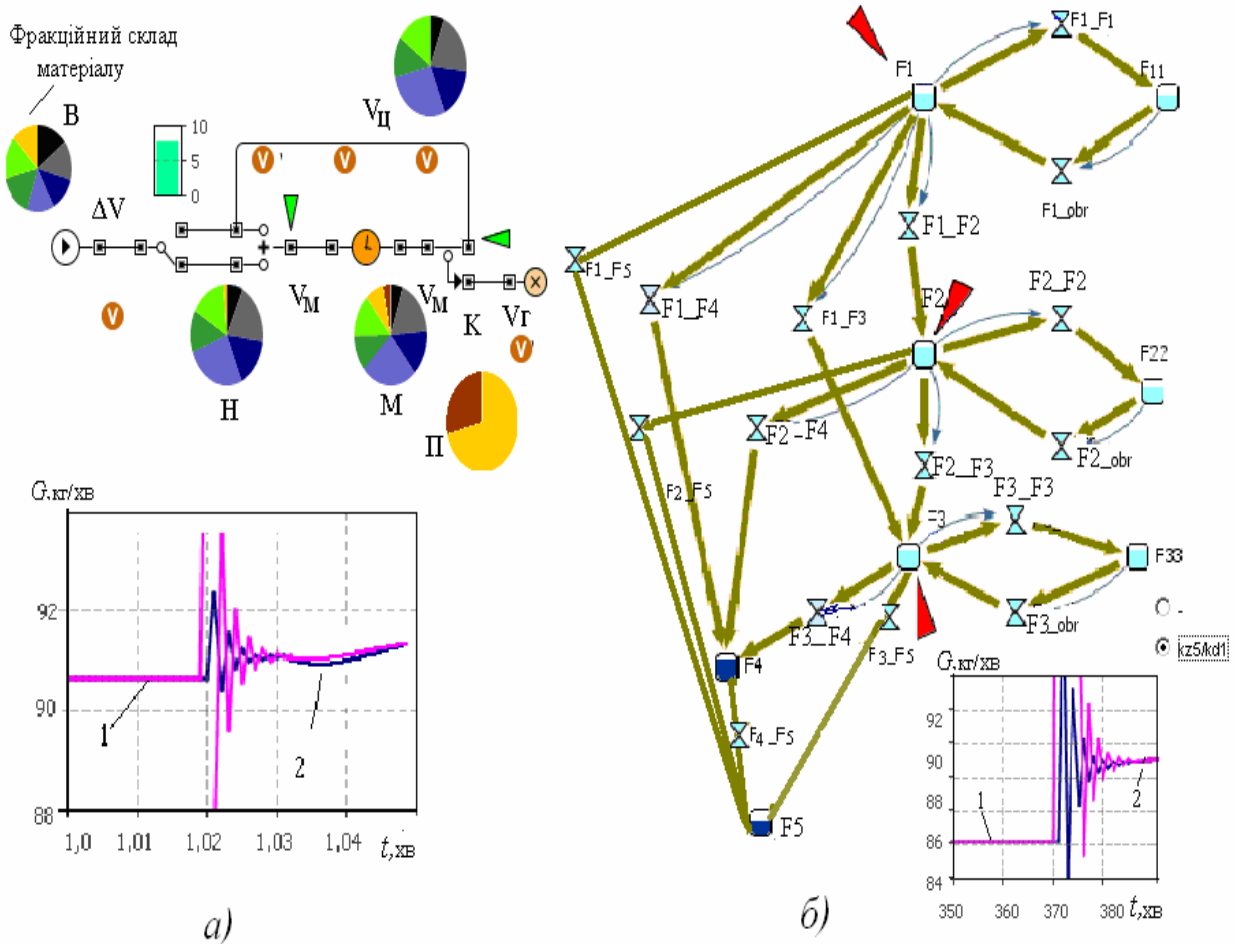 Фракційний склад
матеріалу
В
Vц
10
5
0
V
V
V
ΔV
Vм
Vм
К
Vг
V
V
Н
М
П
G,кг/хв
92
90
88
1
2
1,0
1,01
1,02
1,03
1,04
t,хв
а)
F1
F1_F1
F11
F1_obr
F1_F2
F1_F5
F1_F4
F1_F3
F2
F2_F2
F22
F2_obr
F2_F4
F2_F5
F2_F3
F3
F3_F3
F33
F3_obr
F3_F4
F3_F5
F4
F4_F5
F5
-
kz5/kd1
G,кг/хв
92
90
88
86
84
1
2
350
360
370
380
t,хв
б)